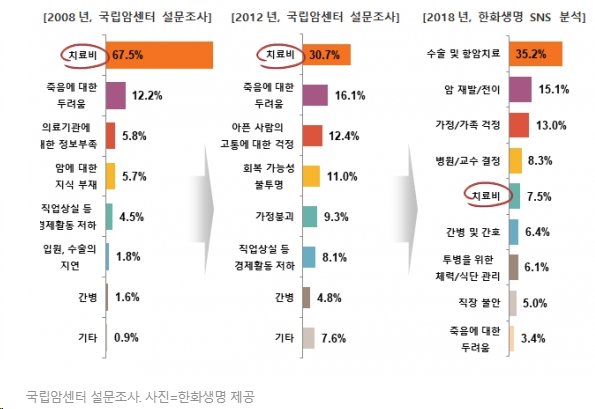 [2008년, 국립암센터 설문조사]
치료비 67.5%
죽음에 대한
두려움 12.2%
의료기관에
대한 정보부족 5.8%
암에 대한
지식 부재 5.7%
직업상실 등
경제활동 저하 4.5%
입원, 수술의
지연 1.8%
간병 1.6%
기타 0.9%
[2012년, 국립암센터 설문조사]
치료비 30.7%
죽음에 대한
두려움 16.1%
아픈 사람의
고통에 대한 걱정 12.4%
회복 가능성
불투명 11.0%
가정붕괴 9.3%
직업상실 등
경제활동 저하 8.1%
간병 4.8%
기타 7.6%
[2018년, 한화생명 SNS 분석]
수술 및 항암치료 35.2%
암 재발/전이 15.1%
가정/가족 걱정 13.0%
병원/교수 결정 8.3%
치료비 7.5%
간병 및 간호 6.4%
투병을 위한
체력/식단 관리 6.1%
직장 불안 5.0%
죽음에 대한
두려움 3.4%
국립암센터 설문조사. 사진=한화생명 제공